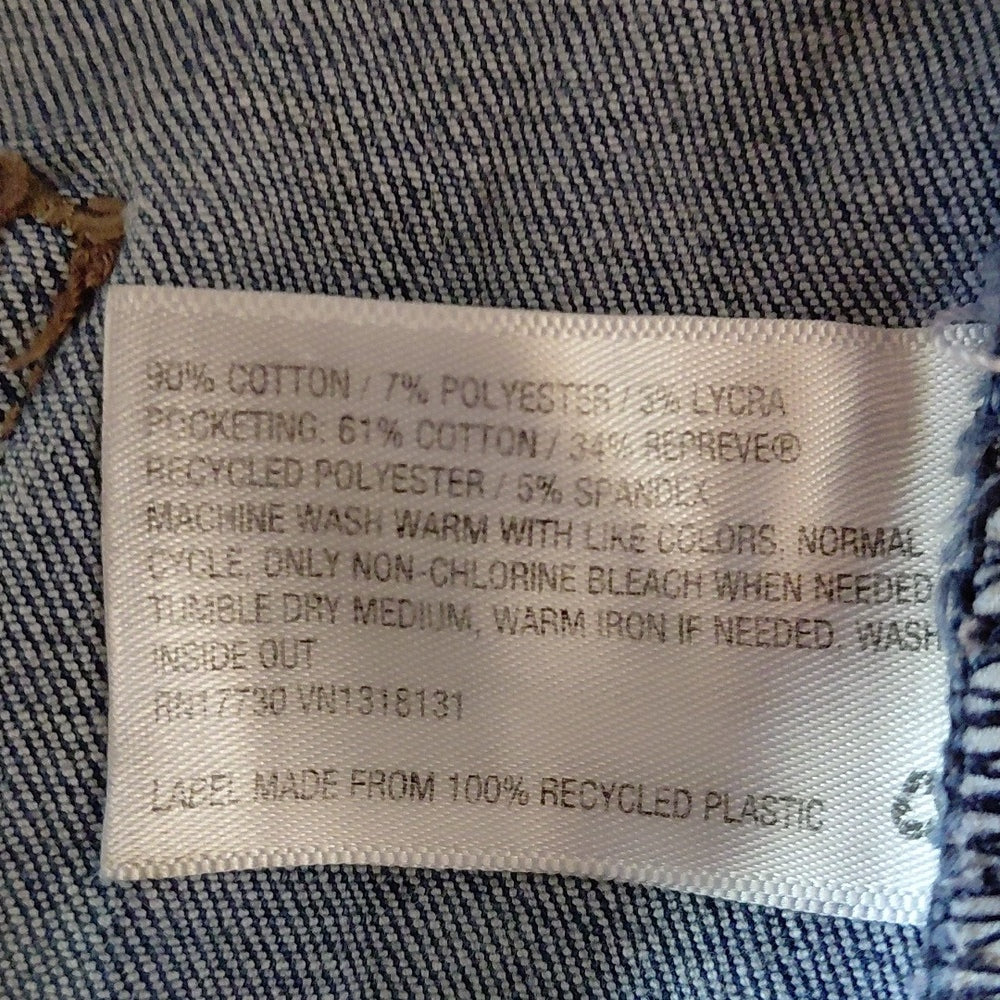 90% COTTON / 7% POLYESTER / 3% LYCRA
POCKETING: 61% COTTON / 34% REPREVE®
RECYCLED POLYESTER / 5% SPANDEX
MACHINE WASH WARM WITH LIKE COLORS. NORMAL
CYCLE, ONLY NON-CHLORINE BLEACH WHEN NEEDED
TUMBLE DRY MEDIUM, WARM IRON IF NEEDED. WASH
INSIDE OUT
RN17730 VN1318131
LABEL MADE FROM 100% RECYCLED PLASTIC